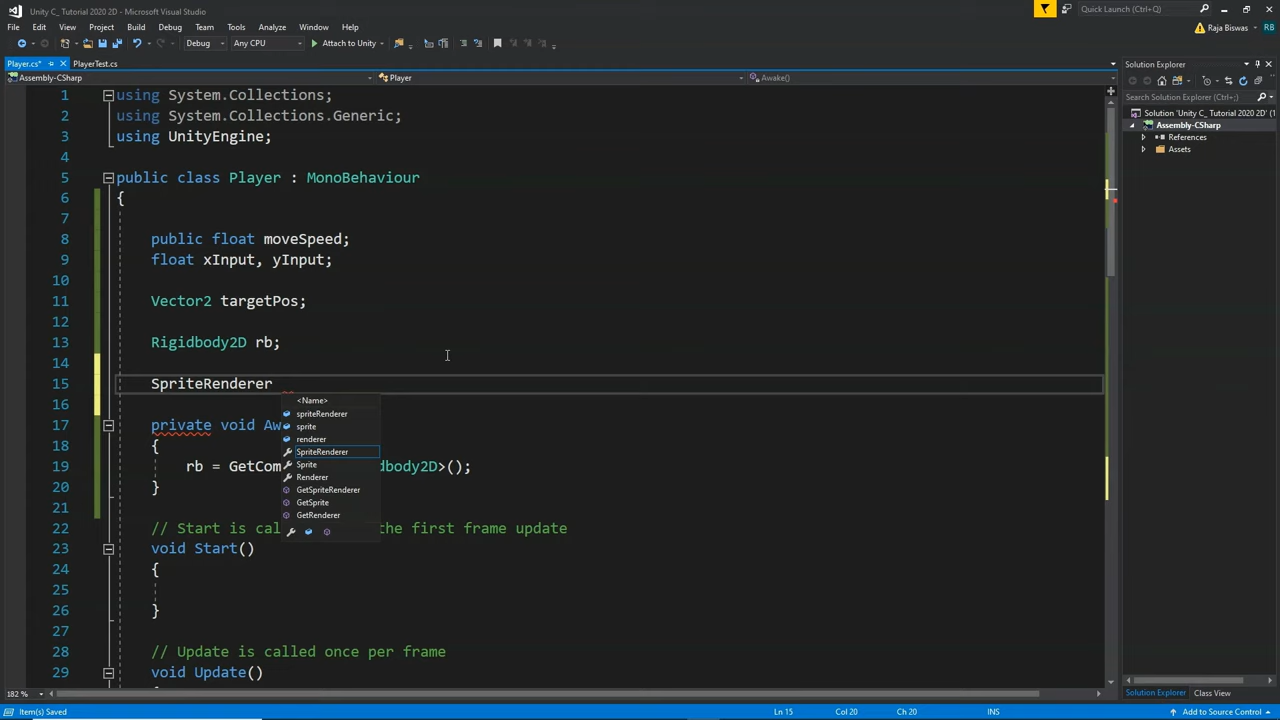 Unity C_ Tutorial 2020 2D - Microsoft Visual Studio
Quick Launch (Ctrl+Q)
File Edit View Project Build Debug Team Tools Analyze Window Help
Raja Biswas RB
Debug Any CPU Attach to Unity
Player.cs* PlayerTest.cs
Assembly-CSharp Player Awake()
1 using System.Collections;
2 using System.Collections.Generic;
3 using UnityEngine;
4
5 public class Player : MonoBehaviour
6 {
7
8 public float moveSpeed;
9 float xInput, yInput;
10
11 Vector2 targetPos;
12
13 Rigidbody2D rb;
14
15 SpriteRenderer
16
17 private void Aw
18 {
19 rb = GetCom dbody2D>();
20 }
21
22 // Start is cal the first frame update
23 void Start()
24 {
25
26 }
27
28 // Update is called once per frame
29 void Update()
<Name>
spriteRenderer
sprite
renderer
SpriteRenderer
Sprite
Renderer
GetSpriteRenderer
GetSprite
GetRenderer
Solution Explorer
Search Solution Explorer (Ctrl+;)
Solution 'Unity C_ Tutorial 2020 2D' (1
Assembly-CSharp
References
Assets
Solution Explorer Class View
182 %
Item(s) Saved Ln 15 Col 20 Ch 20 INS Add to Source Control